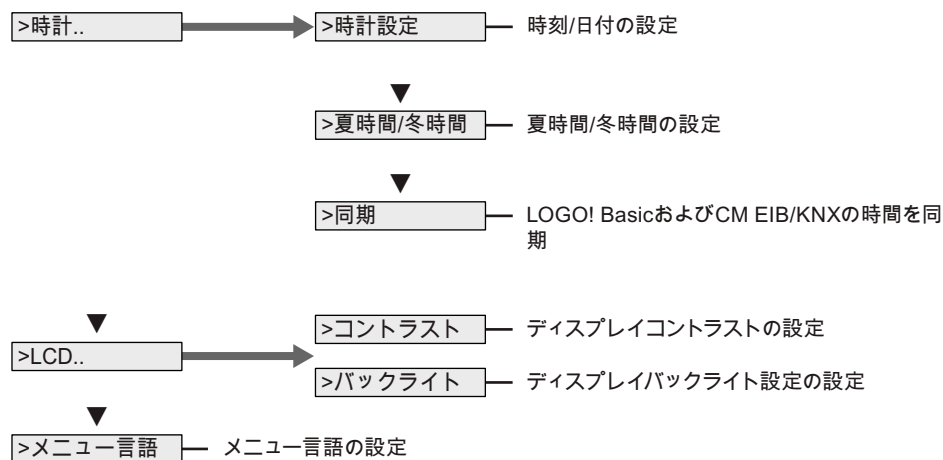 >時計..
>時計設定
時刻/日付の設定
>夏時間/冬時間
夏時間/冬時間の設定
>同期
LOGO! BasicおよびCM EIB/KNXの時間を同
期
>コントラスト
ディスプレイコントラストの設定
>LCD..
>バックライト
ディスプレイバックライト設定の設定
>メニュー言語
メニュー言語の設定